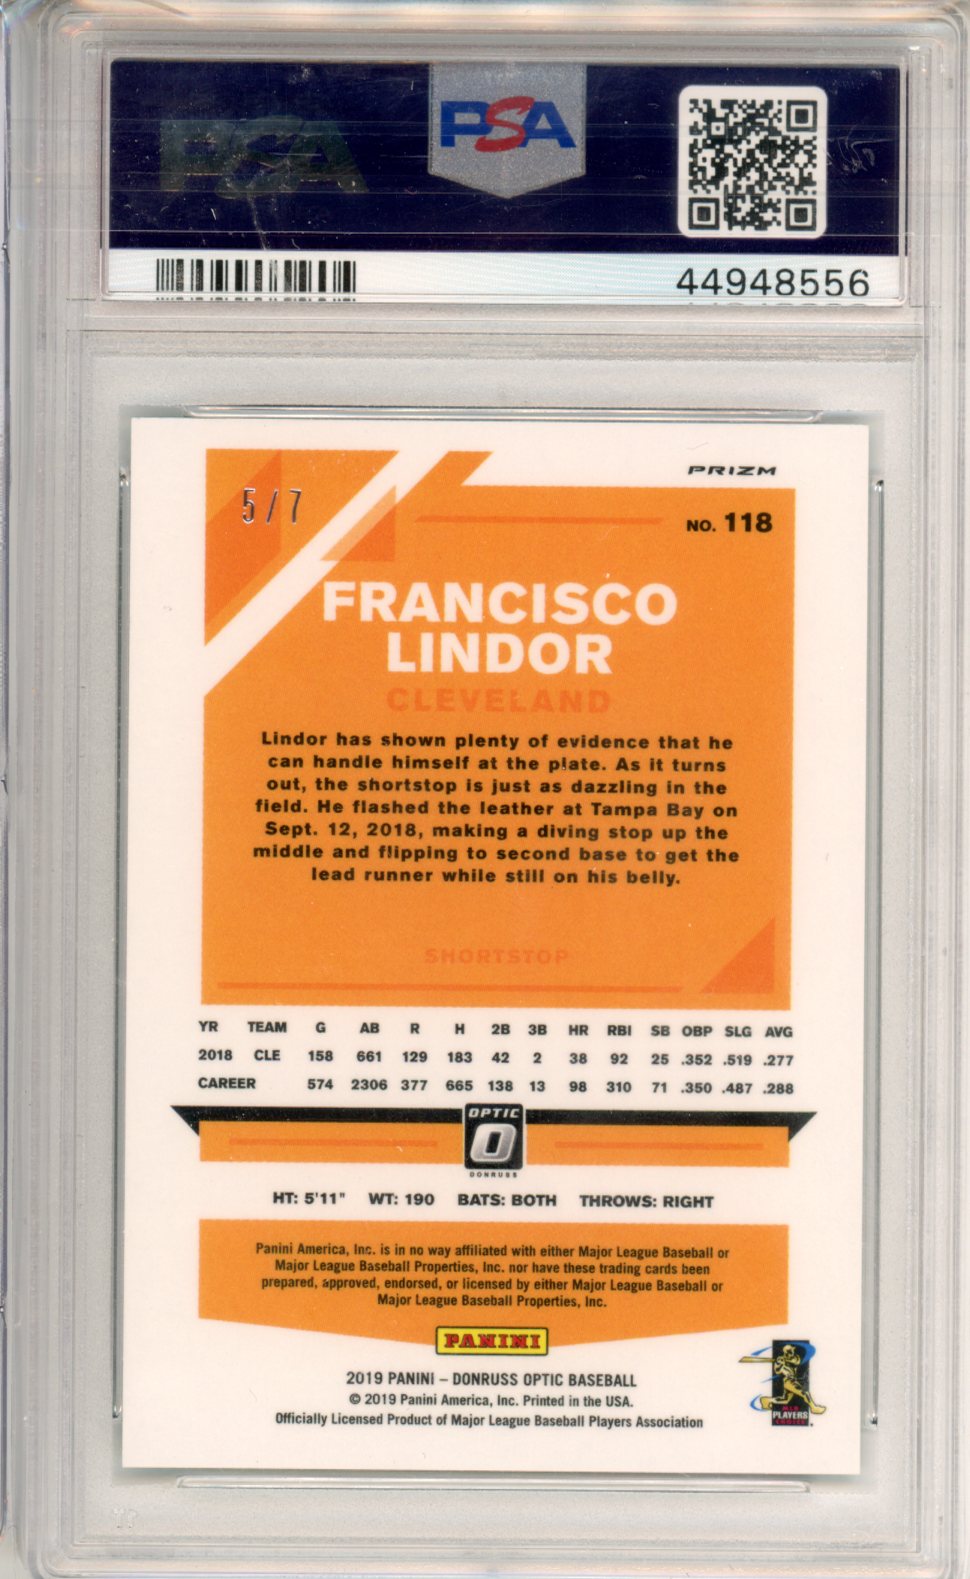 PSA
PSA
44948556
PRIZM
5/7
NO. 118
FRANCISCO
LINDOR
CLEVELAND
Lindor has shown plenty of evidence that he
can handle himself at the plate. As it turns
out, the shortstop is just as dazzling in the
field. He flashed the leather at Tampa Bay on
Sept. 12, 2018, making a diving stop up the
middle and flipping to second base to get the
lead runner while still on his belly.
SHORTSTOP
YR TEAM G AB R H 2B 3B HR RBI SB OBP SLG AVG
2018 CLE 158 661 129 183 42 2 38 92 25 .352 .519 .277
CAREER 574 2306 377 665 138 13 98 310 71 .350 .487 .288
OPTIC
O
DONRUSS
HT: 5'11" WT: 190 BATS: BOTH THROWS: RIGHT
Panini America, Inc. is in no way affiliated with either Major League Baseball or
Major League Baseball Properties, Inc. nor have these trading cards been
prepared, approved, endorsed, or licensed by either Major League Baseball or
Major League Baseball Properties, Inc.
PANINI
2019 PANINI – DONRUSS OPTIC BASEBALL
© 2019 Panini America, Inc. Printed in the USA.
Officially Licensed Product of Major League Baseball Players Association
MLB
PLAYERS
CHOICE